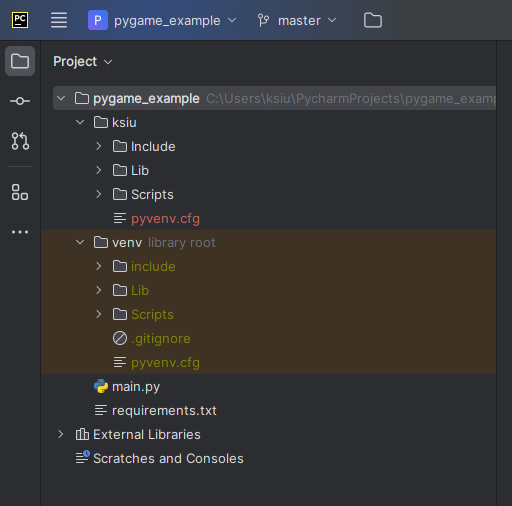 PC P pygame_example master
Project
pygame_example C:\Users\ksiu\PycharmProjects\pygame_examp
ksiu
Include
Lib
Scripts
pyvenv.cfg
venv library root
include
Lib
Scripts
.gitignore
pyvenv.cfg
main.py
requirements.txt
External Libraries
Scratches and Consoles